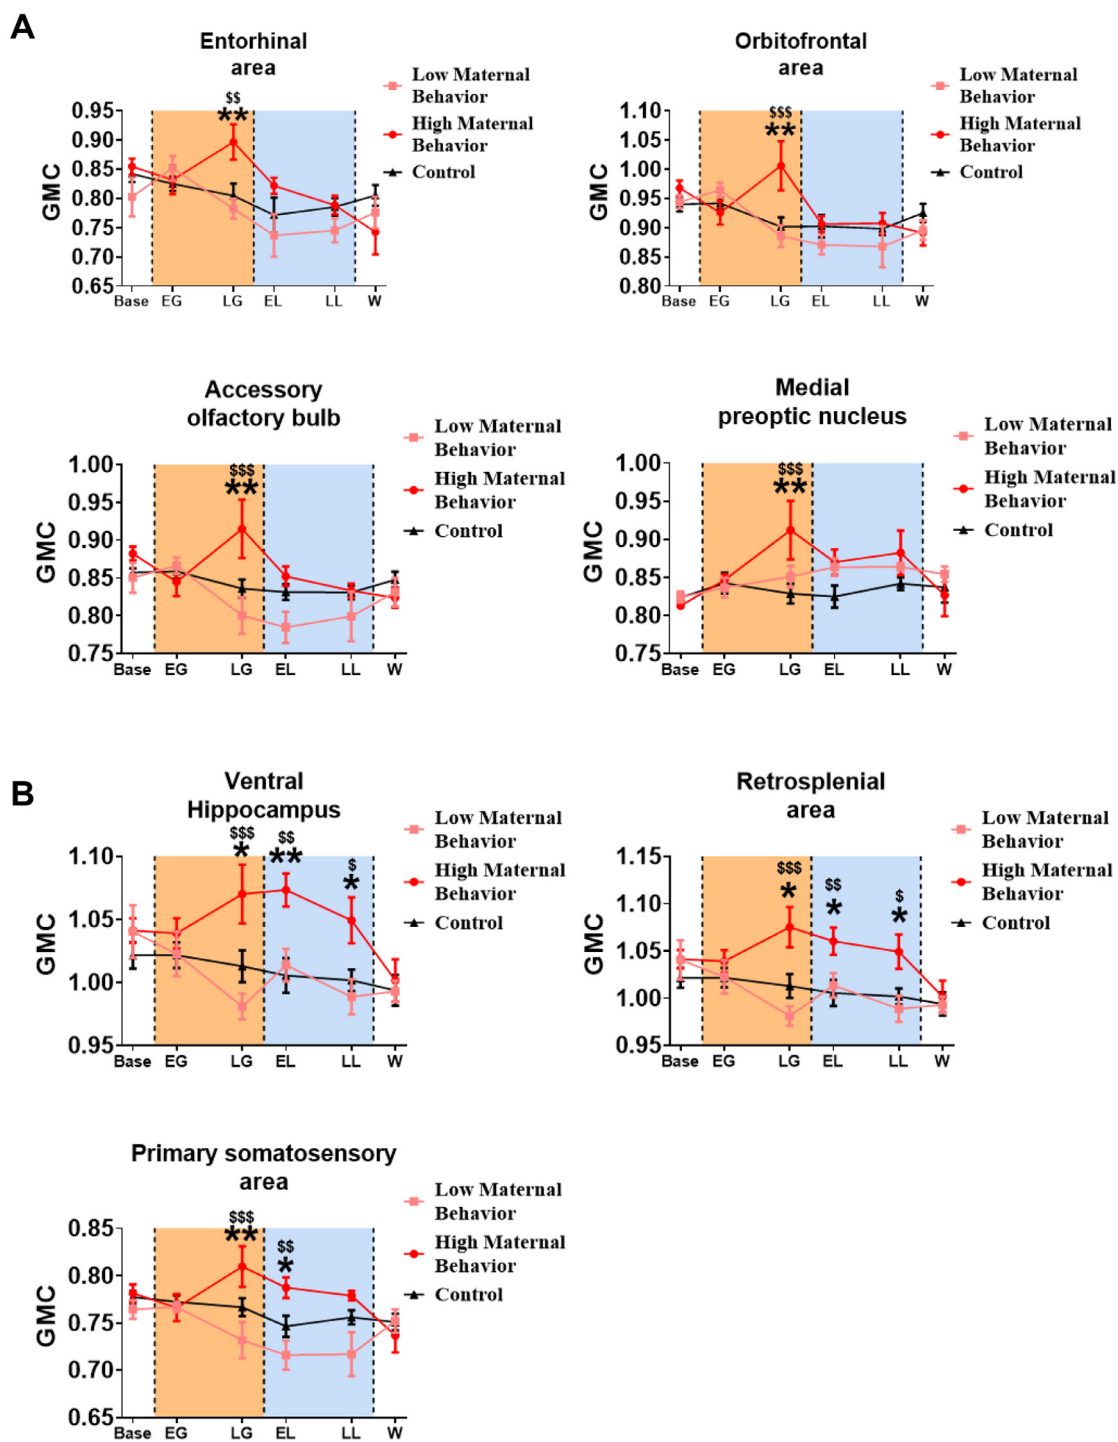 A
Entorhinal
area
Low Maternal
Behavior
High Maternal
Behavior
Control
GMC
0.95
0.90
0.85
0.80
0.75
0.70
0.65
$$
**
Base EG LG EL LL W
Orbitofrontal
area
Low Maternal
Behavior
High Maternal
Behavior
Control
GMC
1.10
1.05
1.00
0.95
0.90
0.85
0.80
$$$
**
Base EG LG EL LL W
Accessory
olfactory bulb
Low Maternal
Behavior
High Maternal
Behavior
Control
GMC
1.00
0.95
0.90
0.85
0.80
0.75
$$$
**
Base EG LG EL LL W
Medial
preoptic nucleus
Low Maternal
Behavior
High Maternal
Behavior
Control
GMC
1.00
0.95
0.90
0.85
0.80
0.75
$$$
**
Base EG LG EL LL W
B
Ventral
Hippocampus
Low Maternal
Behavior
High Maternal
Behavior
Control
GMC
1.10
1.05
1.00
0.95
$$$ $$ $
* ** *
Base EG LG EL LL W
Retrosplenial
area
Low Maternal
Behavior
High Maternal
Behavior
Control
GMC
1.15
1.10
1.05
1.00
0.95
$$$ $$ $
* * *
Base EG LG EL LL W
Primary somatosensory
area
Low Maternal
Behavior
High Maternal
Behavior
Control
GMC
0.85
0.80
0.75
0.70
0.65
$$$ $$
** *
Base EG LG EL LL W